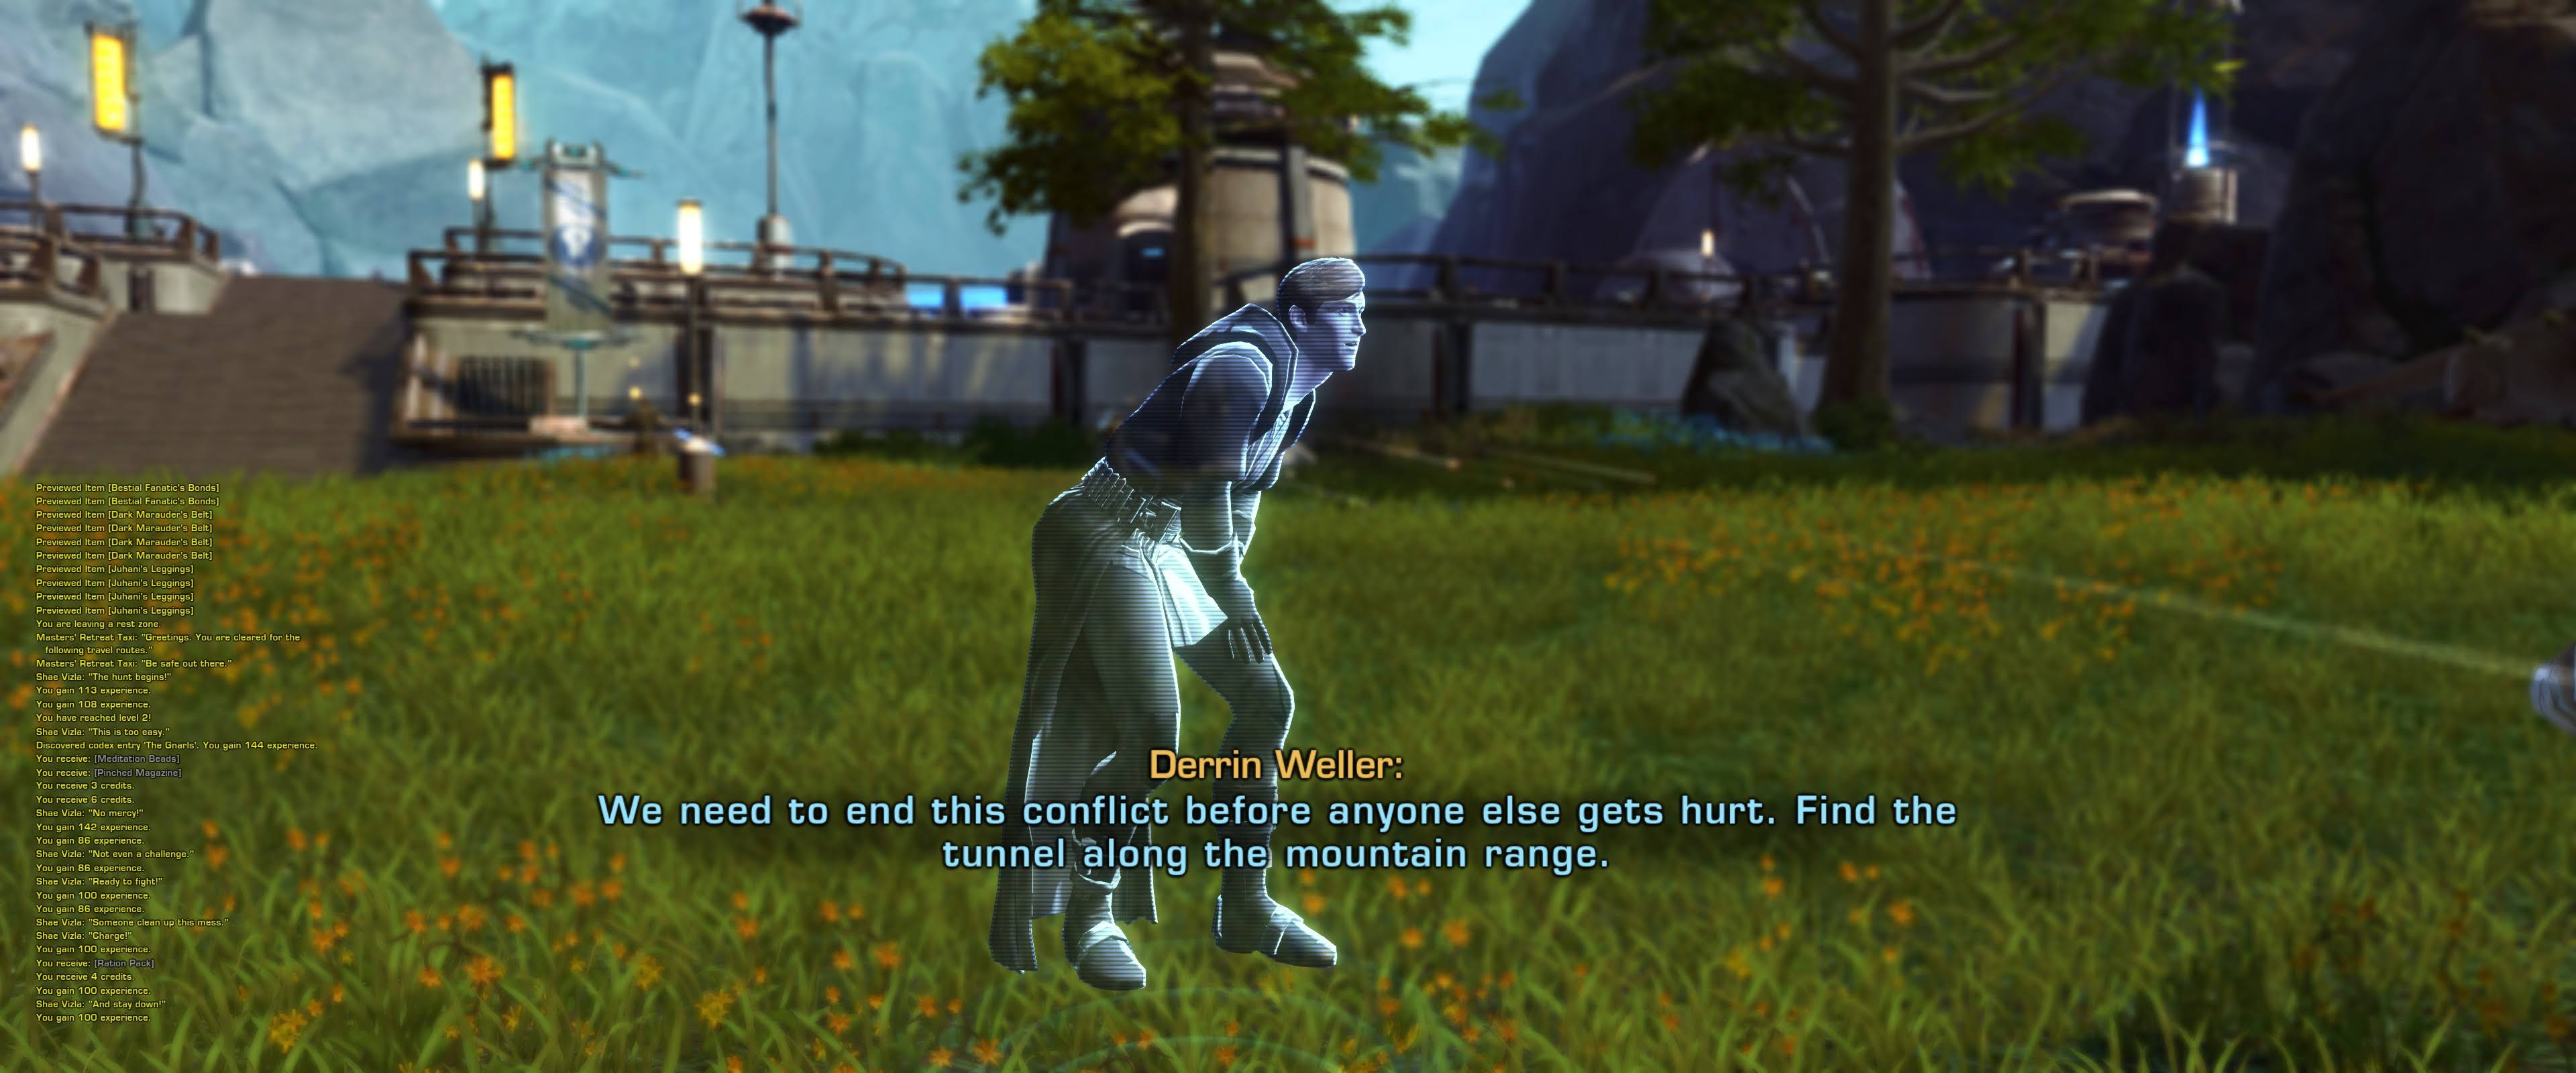 Previewed Item [Bestial Fanatic's Bonds]
Previewed Item [Bestial Fanatic's Bonds]
Previewed Item [Dark Marauder's Belt]
Previewed Item [Dark Marauder's Belt]
Previewed Item [Dark Marauder's Belt]
Previewed Item [Dark Marauder's Belt]
Previewed Item [Juhani's Leggings]
Previewed Item [Juhani's Leggings]
Previewed Item [Juhani's Leggings]
Previewed Item [Juhani's Leggings]
You are leaving a rest zone.
Masters' Retreat Taxi: "Greetings. You are cleared for the
following travel routes."
Masters' Retreat Taxi: "Be safe out there."
Shae Vizla: "The hunt begins!"
You gain 113 experience.
You gain 108 experience.
You have reached level 2!
Shae Vizla: "This is too easy."
Discovered codex entry 'The Gnarls'. You gain 144 experience.
You receive: [Meditation Beads]
You receive: [Pinched Magazine]
You receive 3 credits.
You receive 6 credits.
Shae Vizla: "No mercy!"
You gain 142 experience.
You gain 86 experience.
Shae Vizla: "Not even a challenge."
You gain 86 experience.
Shae Vizla: "Ready to fight!"
You gain 100 experience.
You gain 86 experience.
Shae Vizla: "Someone clean up this mess."
Shae Vizla: "Charge!"
You gain 100 experience.
You receive: [Ration Pack]
You receive 4 credits.
You gain 100 experience.
Shae Vizla: "And stay down!"
You gain 100 experience.
Derrin Weller:
We need to end this conflict before anyone else gets hurt. Find the
tunnel along the mountain range.